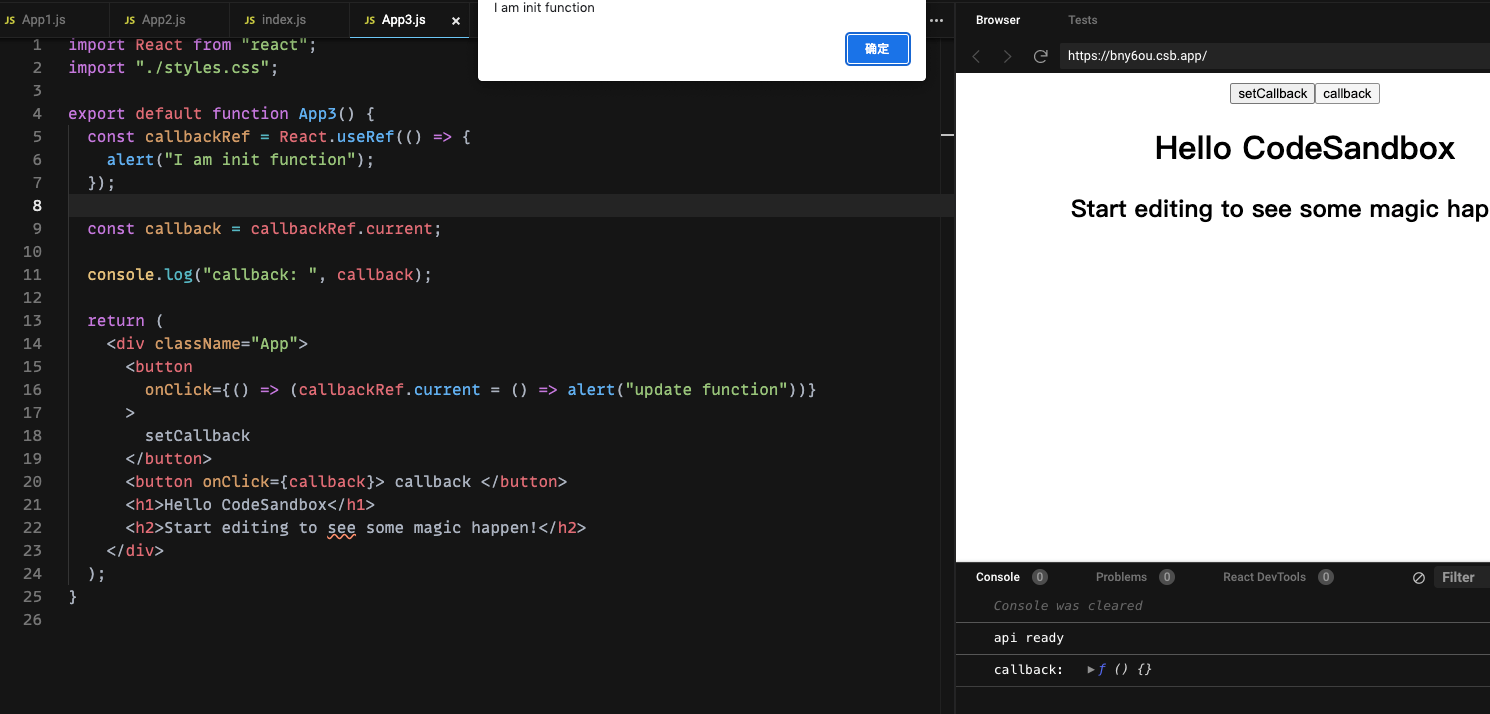 JS App1.js JS App2.js JS index.js JS App3.js × ···
I am init function
确定
1 import React from "react";
2 import "./styles.css";
3
4 export default function App3() {
5 const callbackRef = React.useRef(() => {
6 alert("I am init function");
7 });
8
9 const callback = callbackRef.current;
10
11 console.log("callback: ", callback);
12
13 return (
14 <div className="App">
15 <button
16 onClick={() => (callbackRef.current = () => alert("update function"))}
17 >
18 setCallback
19 </button>
20 <button onClick={callback}> callback </button>
21 <h1>Hello CodeSandbox</h1>
22 <h2>Start editing to see some magic happen!</h2>
23 </div>
24 );
25 }
26
Browser Tests
https://bny6ou.csb.app/
setCallback callback
Hello CodeSandbox
Start editing to see some magic hap
Console 0 Problems 0 React DevTools 0 Filter
Console was cleared
api ready
callback: ▶ƒ () {}